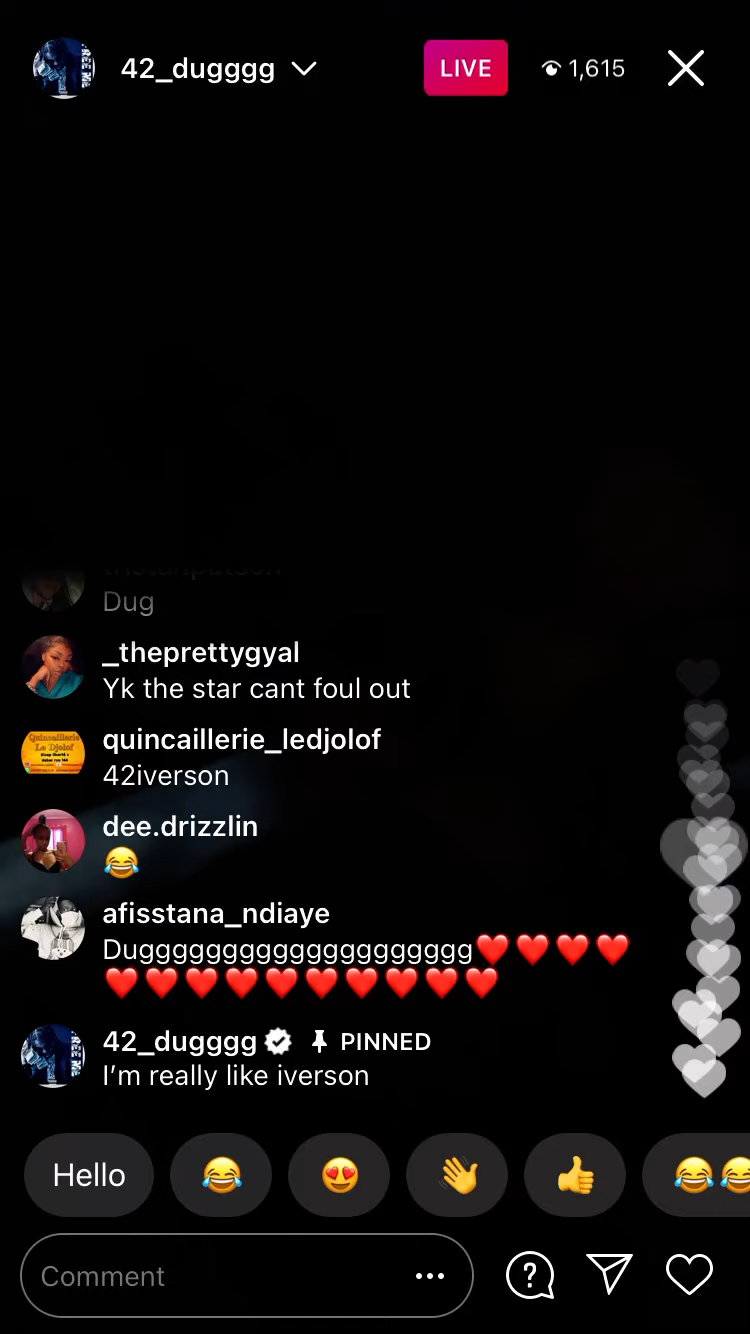 42_dugggg
LIVE
1,615
Dug
_theprettygyal
Yk the star cant foul out
quincaillerie_ledjolof
42iverson
dee.drizzlin
😂
afisstana_ndiaye
Dugggggggggggggggggggg❤️❤️❤️❤️
❤️❤️❤️❤️❤️❤️❤️❤️❤️❤️
42_dugggg PINNED
I’m really like iverson
Hello 😂 😍 👋 👍 😂😂
Comment